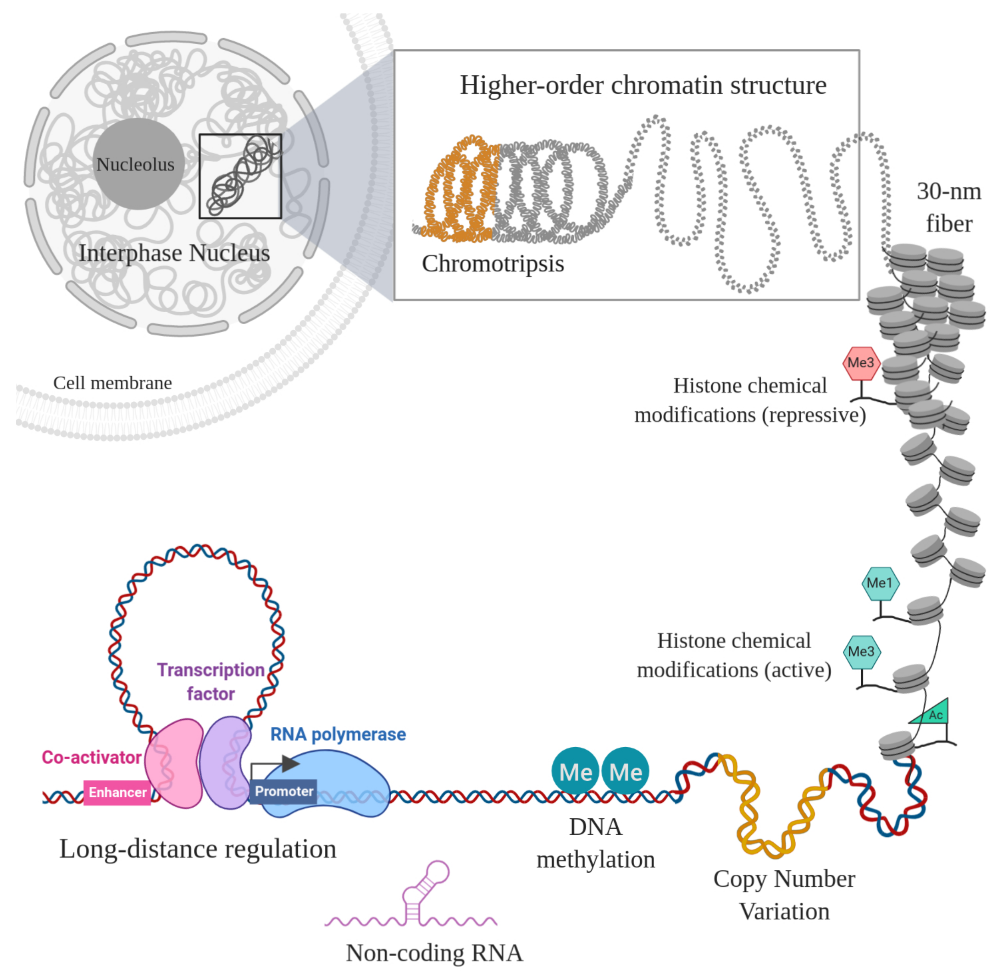 Higher-order chromatin structure
Nucleolus
Interphase Nucleus
Chromotripsis
30-nm
fiber
Cell membrane
Me3
Histone chemical
modifications (repressive)
Me1
Histone chemical
modifications (active)
Me3
Ac
Transcription
factor
RNA polymerase
Co-activator
Enhancer
Promoter
Me Me
Long-distance regulation
DNA
methylation
Copy Number
Variation
Non-coding RNA